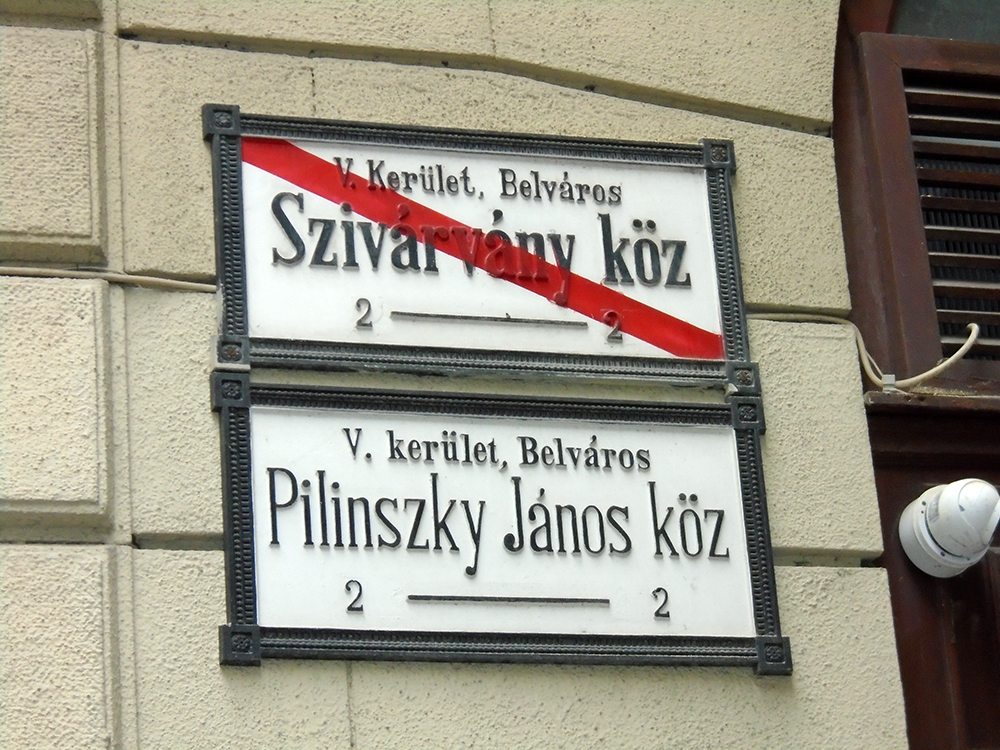 V. Kerület, Belváros
Szivárvány köz
2 2
V. kerület, Belváros
Pilinszky János köz
2 2